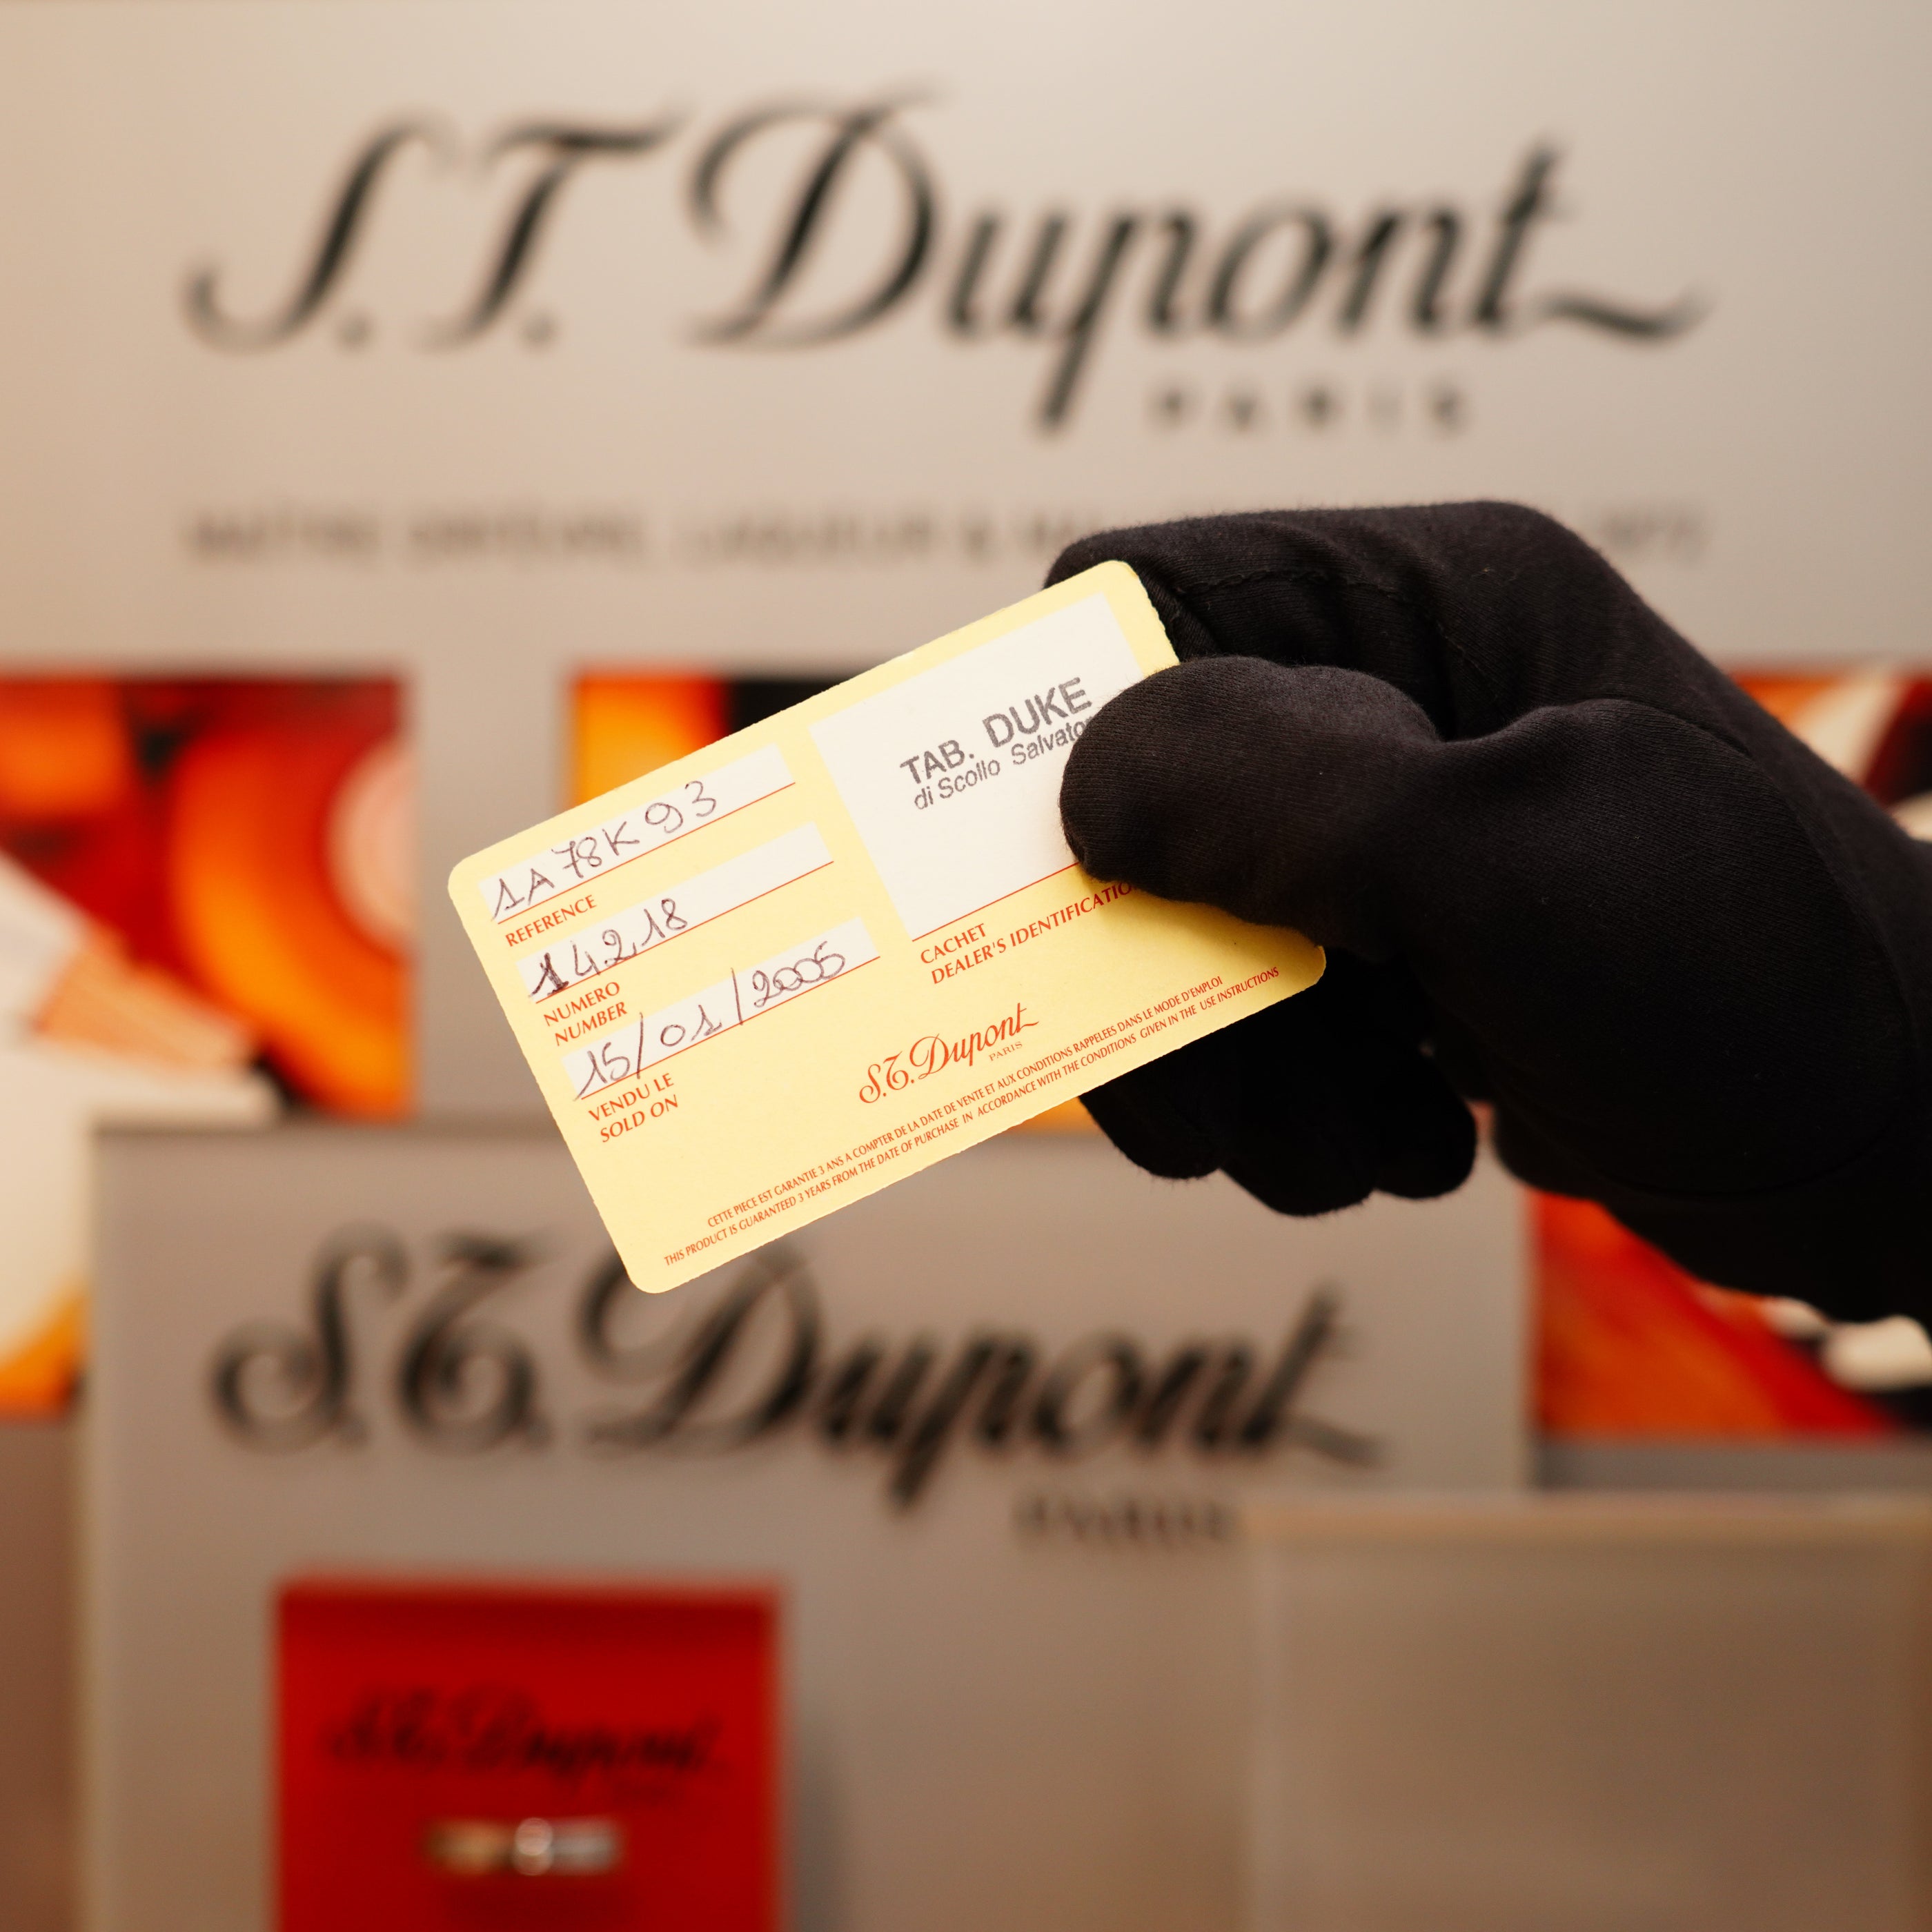 S.T. Dupont
PARIS
TAB. DUKE
di Scollo
1A78K93
REFERENCE
14218
NUMERO
NUMBER
15/01/2005
VENDU LE
SOLD ON
CACHET
DEALER'S IDENTIFICATION
S.T. Dupont
PARIS
CETTE PIECE EST GARANTIE 3 ANS A COMPTER DE LA DATE DE VENTE ET AUX CONDITIONS RAPPELEES DANS LE MODE D'EMPLOI
THIS PRODUCT IS GUARANTEED 3 YEARS FROM THE DATE OF PURCHASE IN ACCORDANCE WITH THE CONDITIONS GIVEN IN THE USE INSTRUCTIONS
S.T. Dupont
PARIS
S.T. Dupont